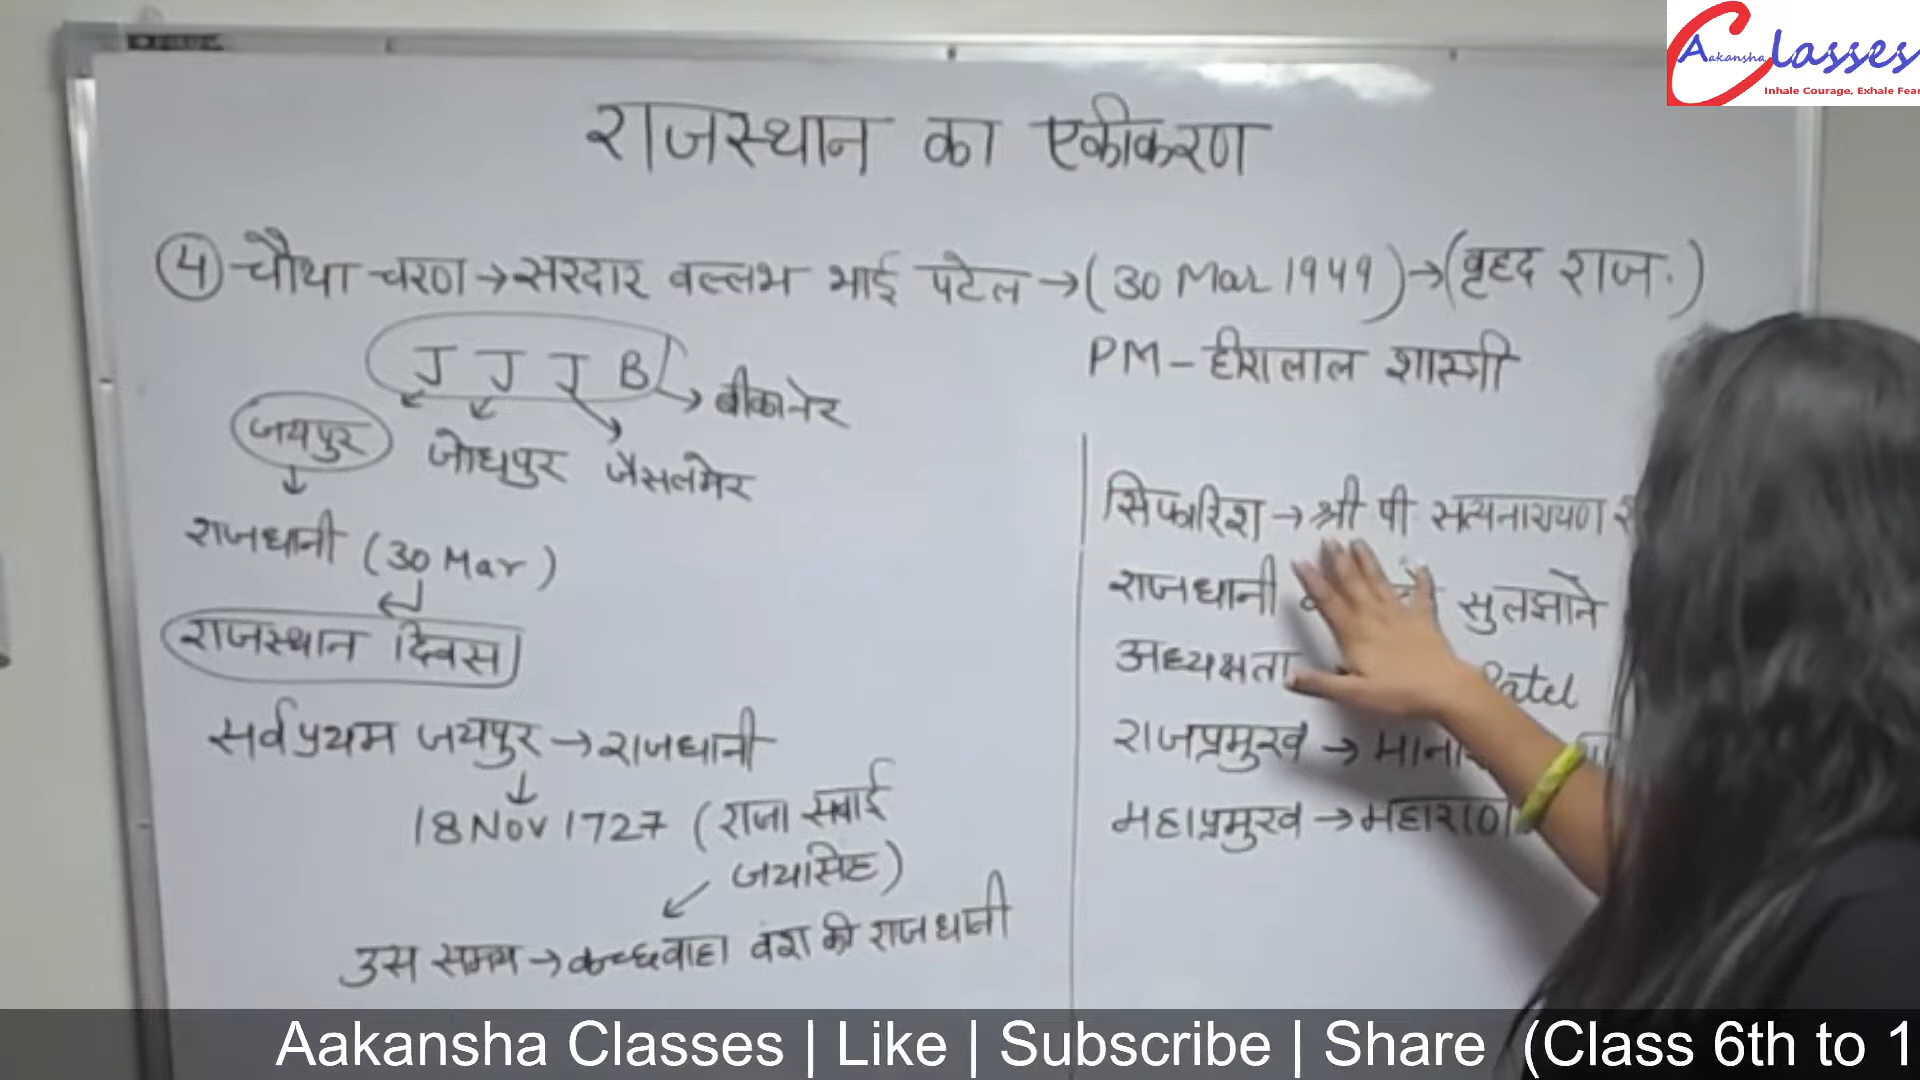 Aakansha Classes
Inhale Courage, Exhale Fear
राजस्थान का एकीकरण
④ - चौथा चरण → सरदार वल्लभ भाई पटेल → (30 Mar 1949) → (वृहद राज.)
J J J B → बीकानेर
जयपुर जोधपुर जैसलमेर
राजधानी (30 Mar)
राजस्थान दिवस
सर्वप्रथम जयपुर → राजधानी
18 Nov 1727 (राजा सवाई
जयसिंह)
उस समय → कच्छवाहा वंश की राजधानी
PM - हीरालाल शास्त्री
सिफारिश → श्री पी सत्यनारायण
राजधानी सुलझाने
अध्यक्षता Patel
राजप्रमुख →
महाप्रमुख →
Aakansha Classes | Like | Subscribe | Share (Class 6th to 1